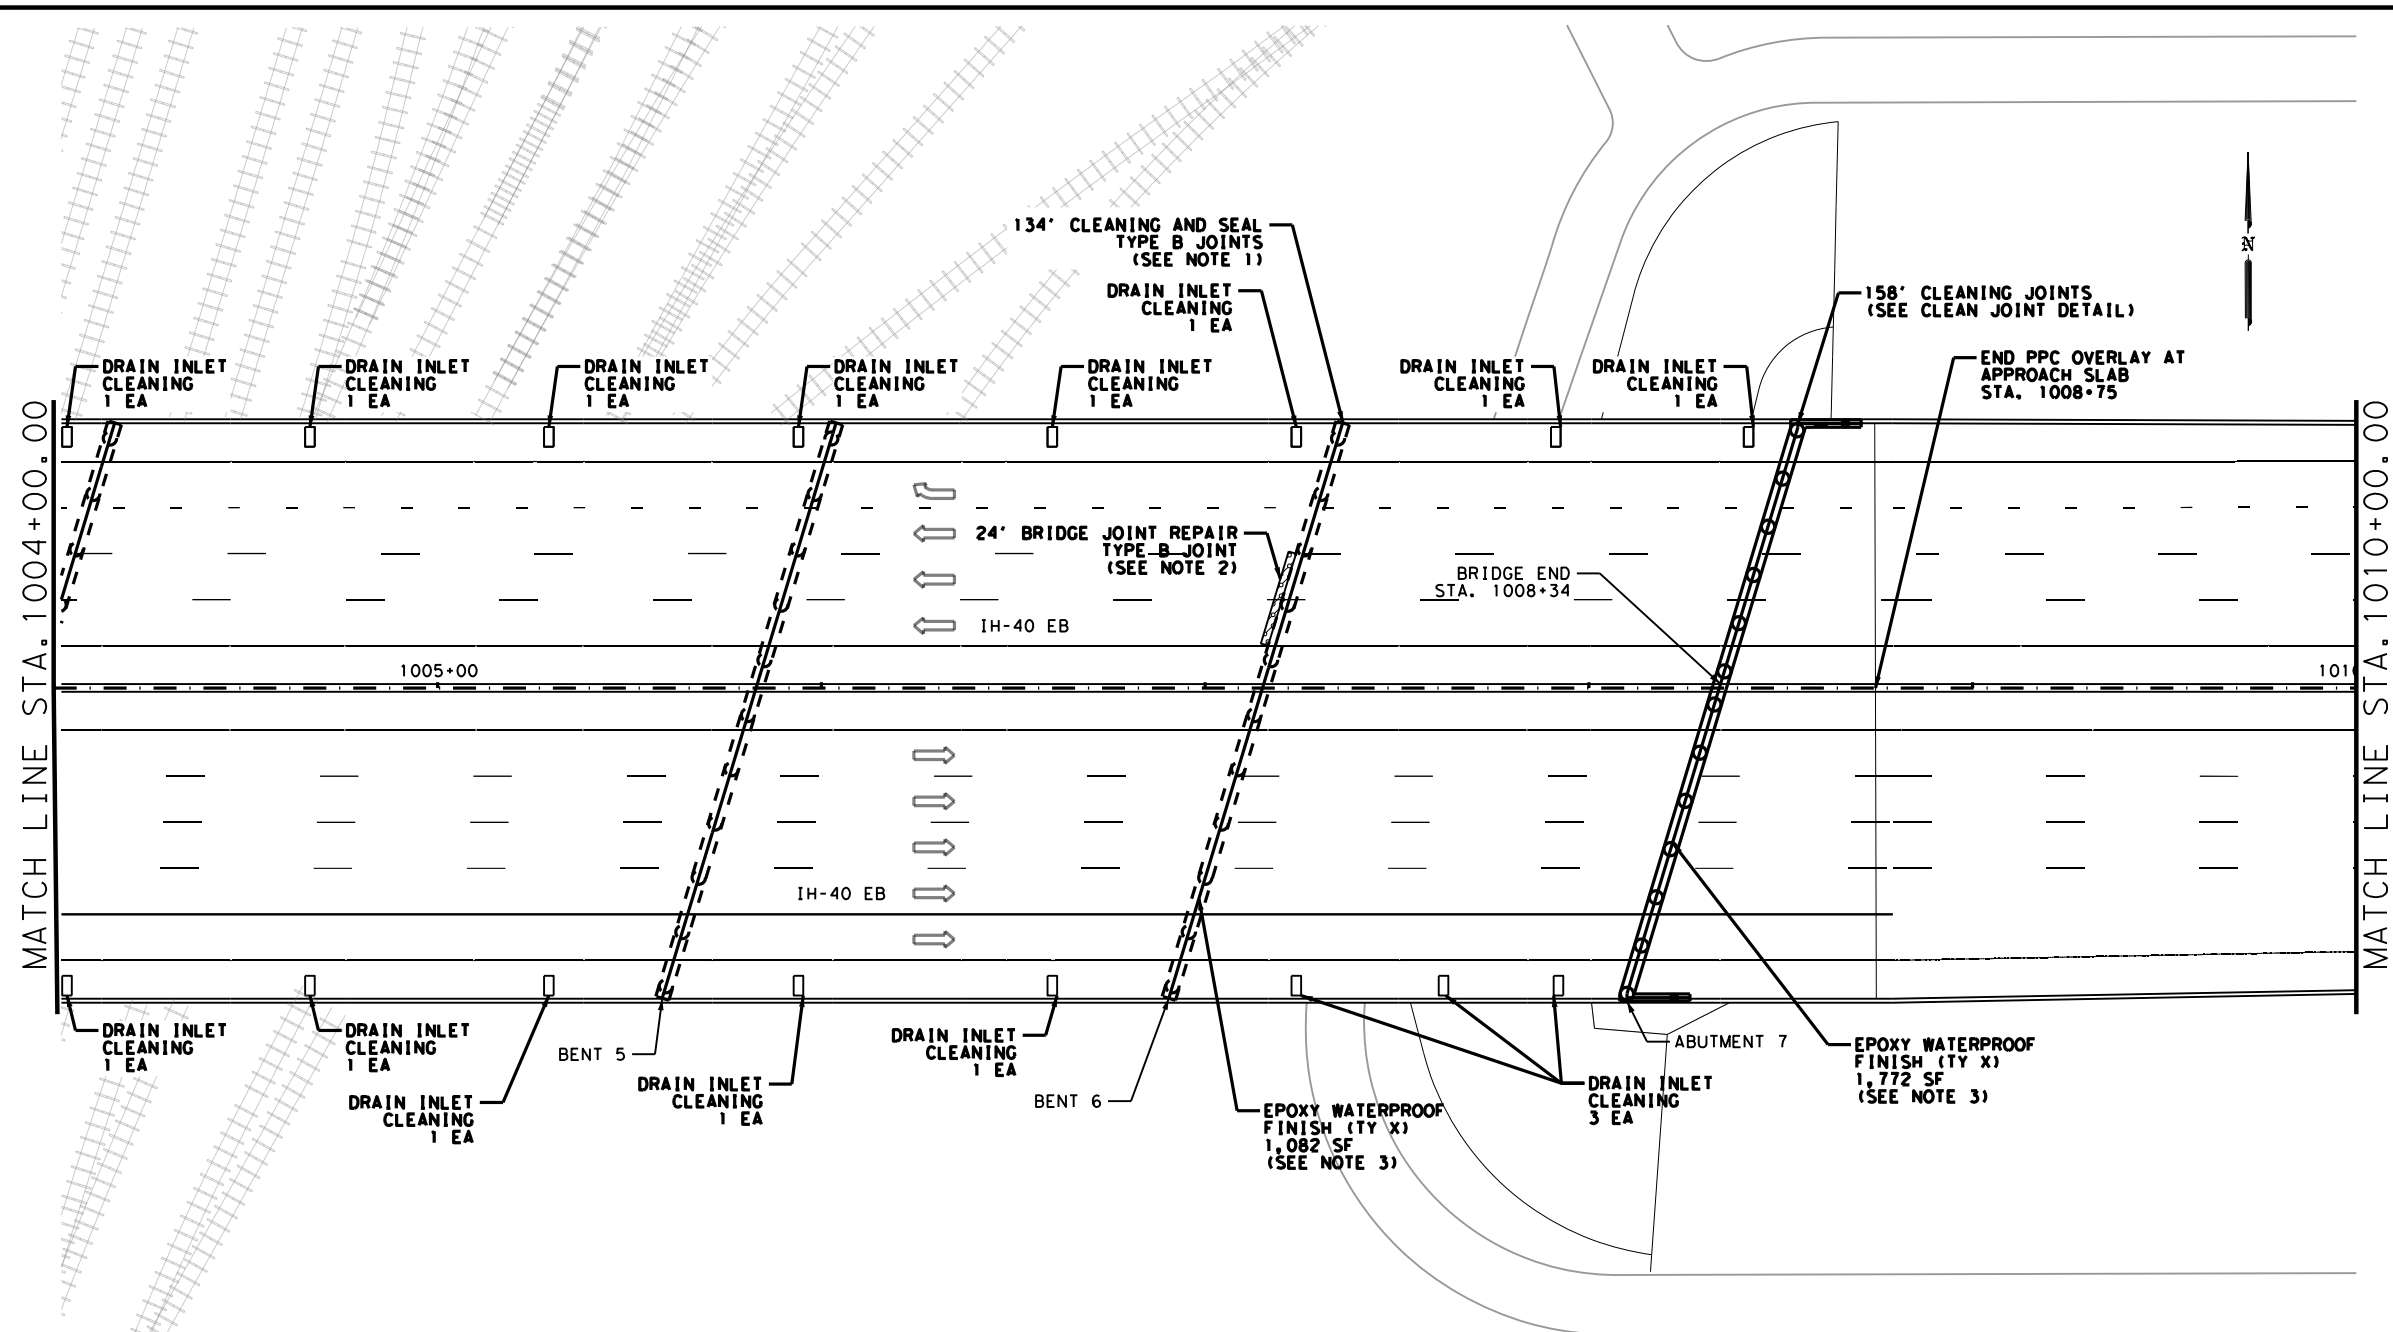 134' CLEANING AND SEAL
TYPE B JOINTS
(SEE NOTE 1)
DRAIN INLET
CLEANING
1 EA
N
158' CLEANING JOINTS
(SEE CLEAN JOINT DETAIL)
END PPC OVERLAY AT
APPROACH SLAB
STA. 1008+75
DRAIN INLET
CLEANING
1 EA
DRAIN INLET
CLEANING
1 EA
DRAIN INLET
CLEANING
1 EA
DRAIN INLET
CLEANING
1 EA
DRAIN INLET
CLEANING
1 EA
DRAIN INLET
CLEANING
1 EA
DRAIN INLET
CLEANING
1 EA
MATCH LINE STA. 1004+00.00
24' BRIDGE JOINT REPAIR
TYPE B JOINT
(SEE NOTE 2)
BRIDGE END
STA. 1008+34
IH-40 EB
1005+00
101
MATCH LINE STA. 1010+00.00
IH-40 EB
DRAIN INLET
CLEANING
1 EA
DRAIN INLET
CLEANING
1 EA
DRAIN INLET
CLEANING
1 EA
BENT 5
DRAIN INLET
CLEANING
1 EA
DRAIN INLET
CLEANING
1 EA
BENT 6
EPOXY WATERPROOF
FINISH (TY X)
1,082 SF
(SEE NOTE 3)
DRAIN INLET
CLEANING
3 EA
ABUTMENT 7
EPOXY WATERPROOF
FINISH (TY X)
1,772 SF
(SEE NOTE 3)